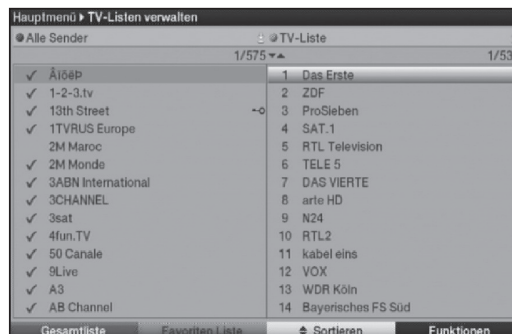 Hauptmenü ▸ TV-Listen verwalten
Alle Sender
TV-Liste
1/575
1/53
✓ ÂïöëÞ
✓ 1-2-3.tv
✓ 13th Street
✓ 1TVRUS Europe
2M Maroc
✓ 2M Monde
✓ 3ABN International
✓ 3CHANNEL
✓ 3sat
✓ 4fun.TV
✓ 50 Canale
✓ 9Live
✓ A3
✓ AB Channel
1 Das Erste
2 ZDF
3 ProSieben
4 SAT.1
5 RTL Television
6 TELE 5
7 DAS VIERTE
8 arte HD
9 N24
10 RTL2
11 kabel eins
12 VOX
13 WDR Köln
14 Bayerisches FS Süd
Gesamtliste
Favoriten Liste
Sortieren
Funktionen